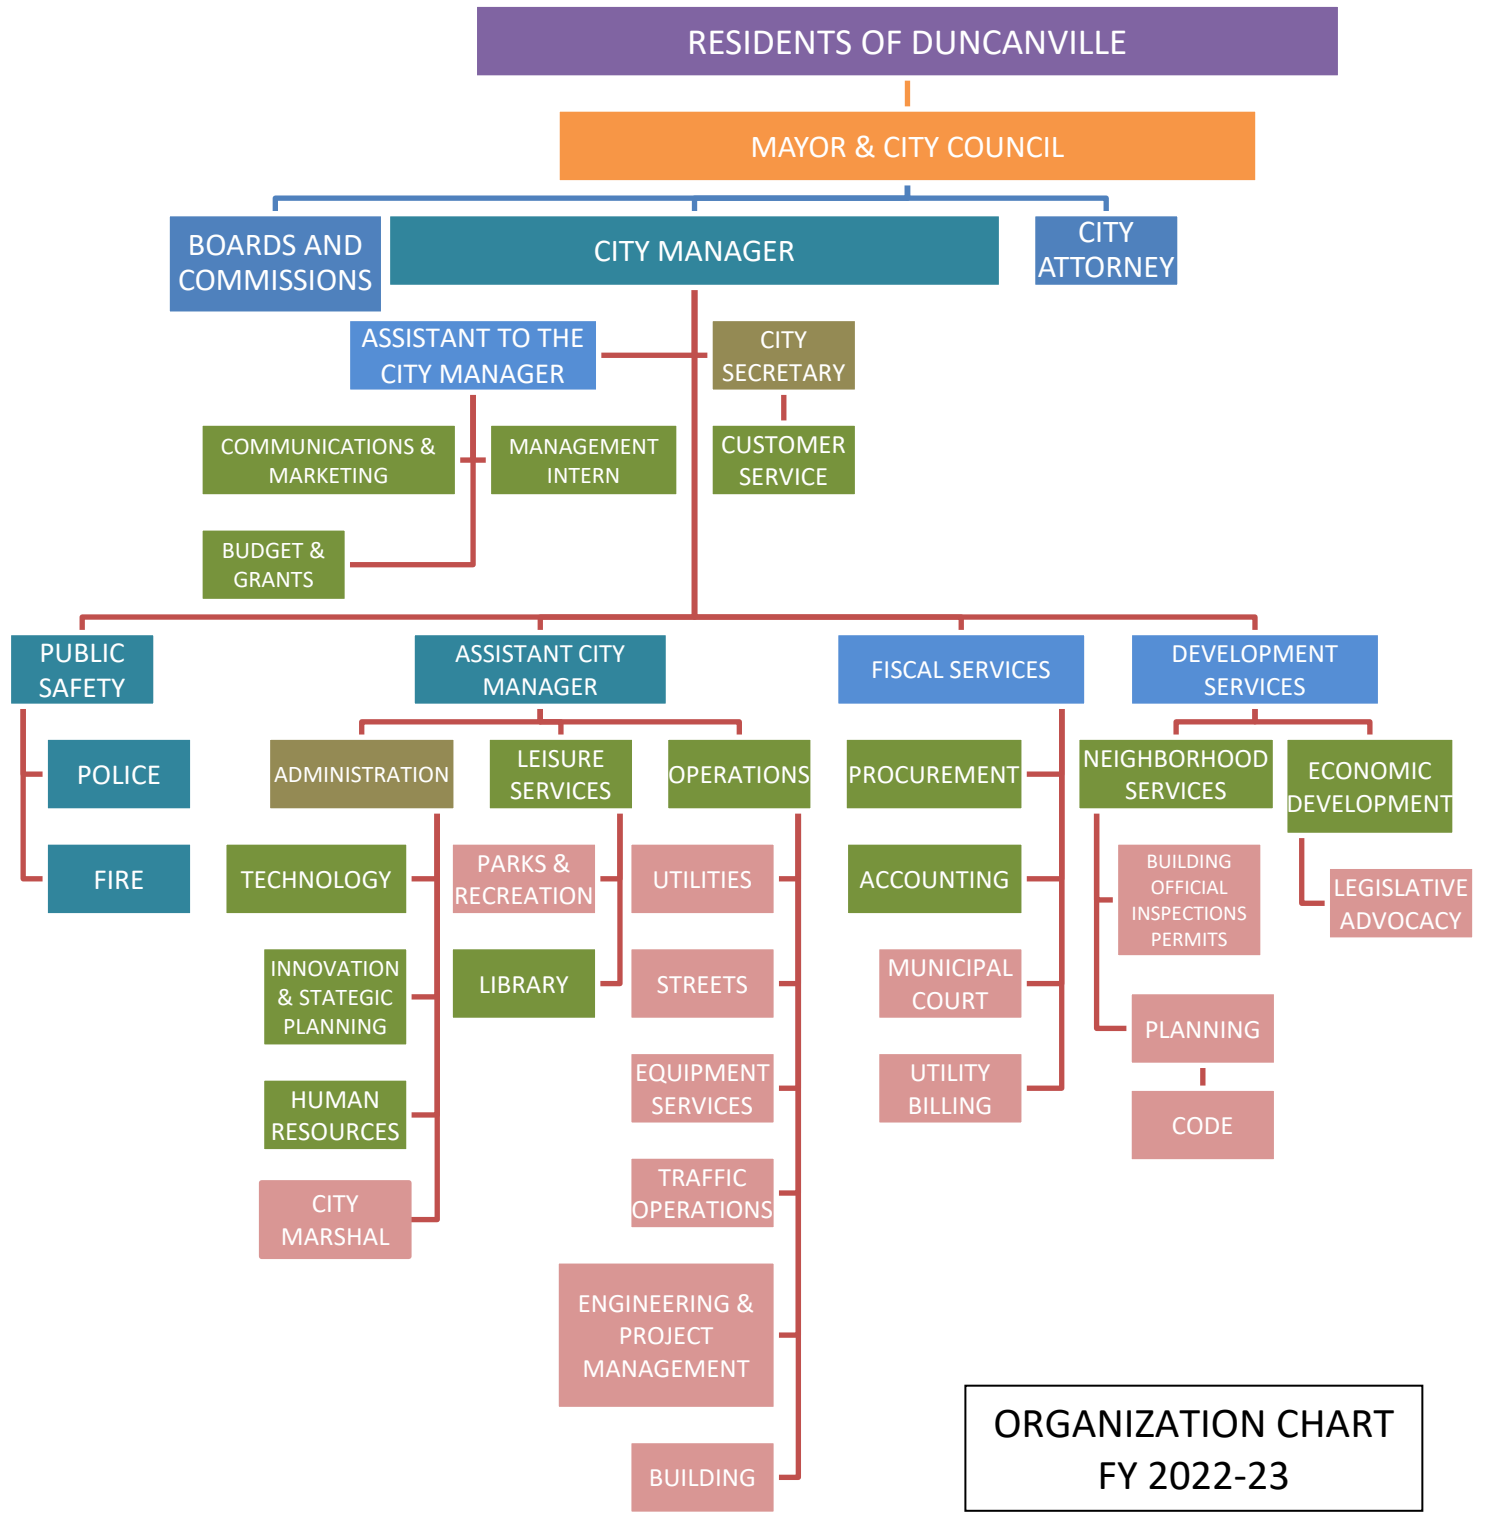 RESIDENTS OF DUNCANVILLE
MAYOR & CITY COUNCIL
BOARDS AND
COMMISSIONS
CITY MANAGER
CITY
ATTORNEY
ASSISTANT TO THE
CITY MANAGER
CITY
SECRETARY
COMMUNICATIONS &
MARKETING
MANAGEMENT
INTERN
CUSTOMER
SERVICE
BUDGET &
GRANTS
PUBLIC
SAFETY
ASSISTANT CITY
MANAGER
FISCAL SERVICES
DEVELOPMENT
SERVICES
POLICE
FIRE
ADMINISTRATION
LEISURE
SERVICES
OPERATIONS
PROCUREMENT
NEIGHBORHOOD
SERVICES
ECONOMIC
DEVELOPMENT
TECHNOLOGY
INNOVATION
& STATEGIC
PLANNING
HUMAN
RESOURCES
CITY
MARSHAL
PARKS &
RECREATION
LIBRARY
UTILITIES
STREETS
EQUIPMENT
SERVICES
TRAFFIC
OPERATIONS
ENGINEERING &
PROJECT
MANAGEMENT
BUILDING
ACCOUNTING
MUNICIPAL
COURT
UTILITY
BILLING
BUILDING
OFFICIAL
INSPECTIONS
PERMITS
PLANNING
CODE
LEGISLATIVE
ADVOCACY
ORGANIZATION CHART
FY 2022-23